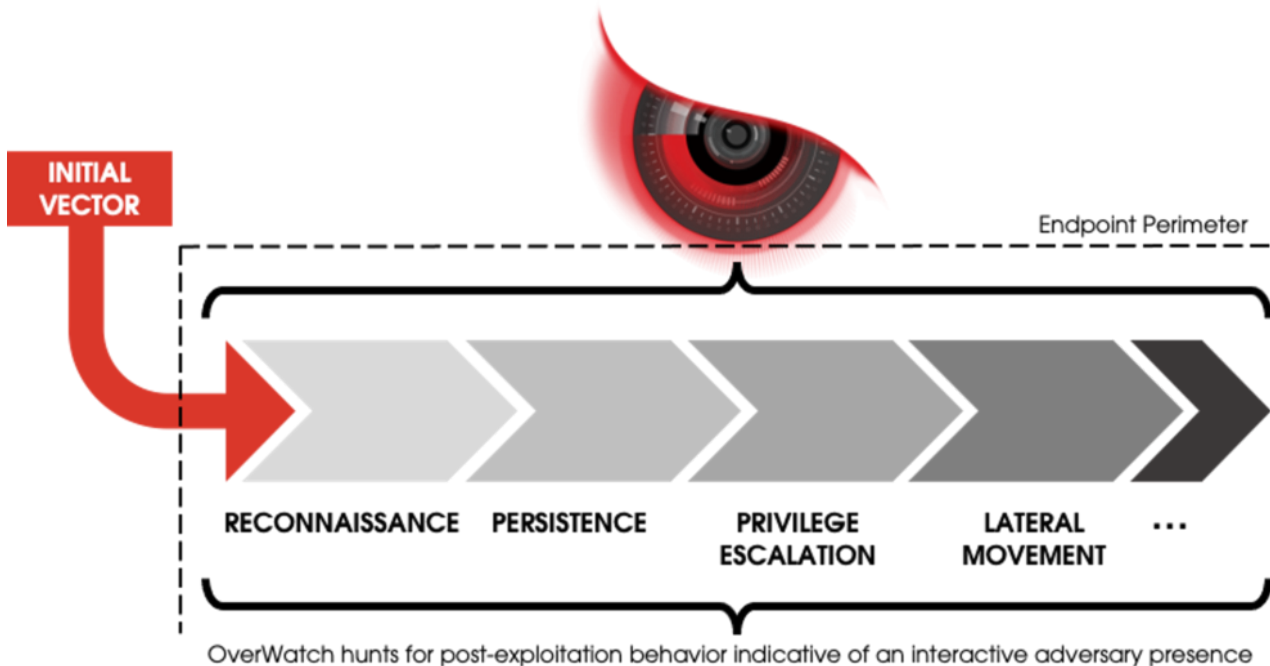 INITIAL
VECTOR
Endpoint Perimeter
RECONNAISSANCE
PERSISTENCE
PRIVILEGE
ESCALATION
LATERAL
MOVEMENT
...
OverWatch hunts for post-exploitation behavior indicative of an interactive adversary presence